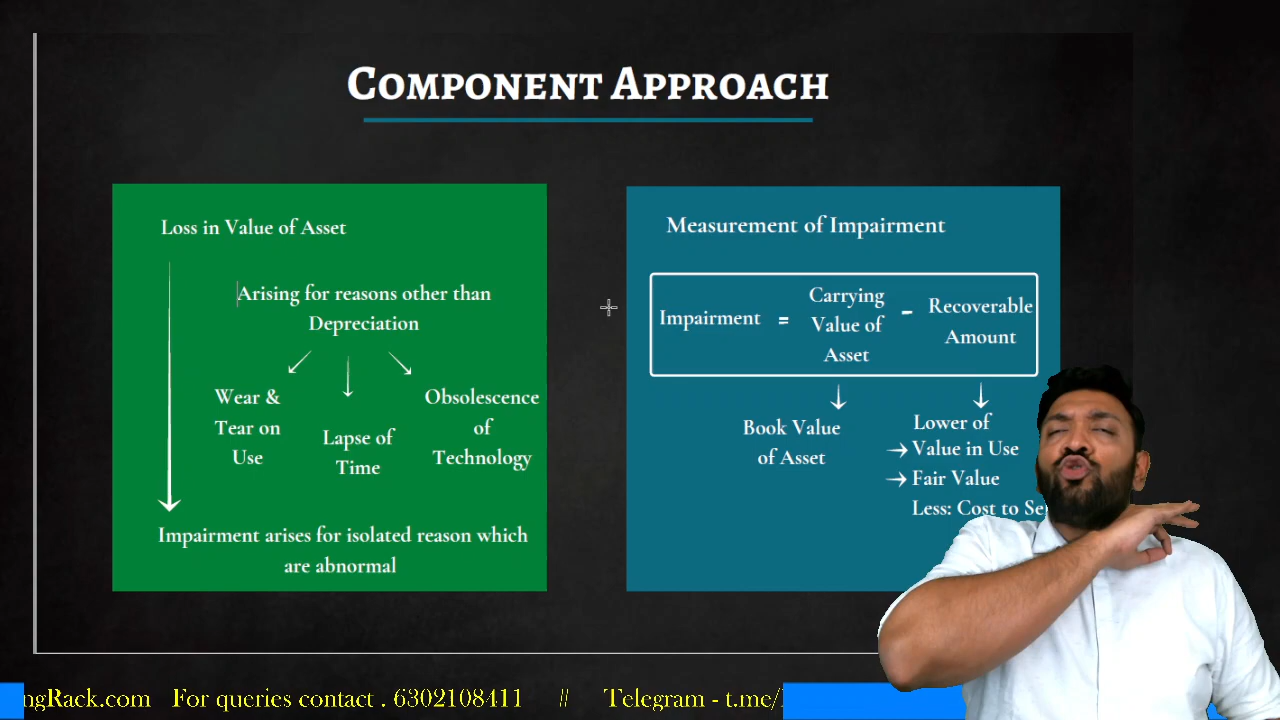 COMPONENT APPROACH
Loss in Value of Asset
Arising for reasons other than
Depreciation
Wear &
Tear on
Use
Lapse of
Time
Obsolescence
of
Technology
Impairment arises for isolated reason which
are abnormal
Measurement of Impairment
Impairment = Carrying
Value of
Asset
- Recoverable
Amount
Book Value
of Asset
Lower of
→ Value in Use
→ Fair Value
Less: Cost to Se
ngRack.com For queries contact . 6302108411 # Telegram - t.me/